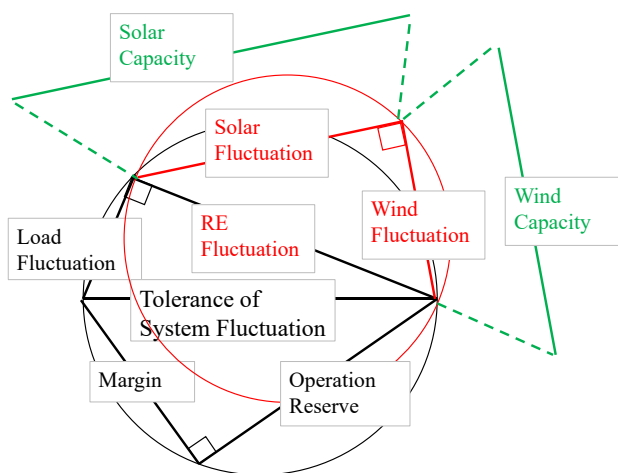 Solar
Capacity
Solar
Fluctuation
Wind
Capacity
RE
Fluctuation
Wind
Fluctuation
Load
Fluctuation
Tolerance of
System Fluctuation
Margin
Operation
Reserve